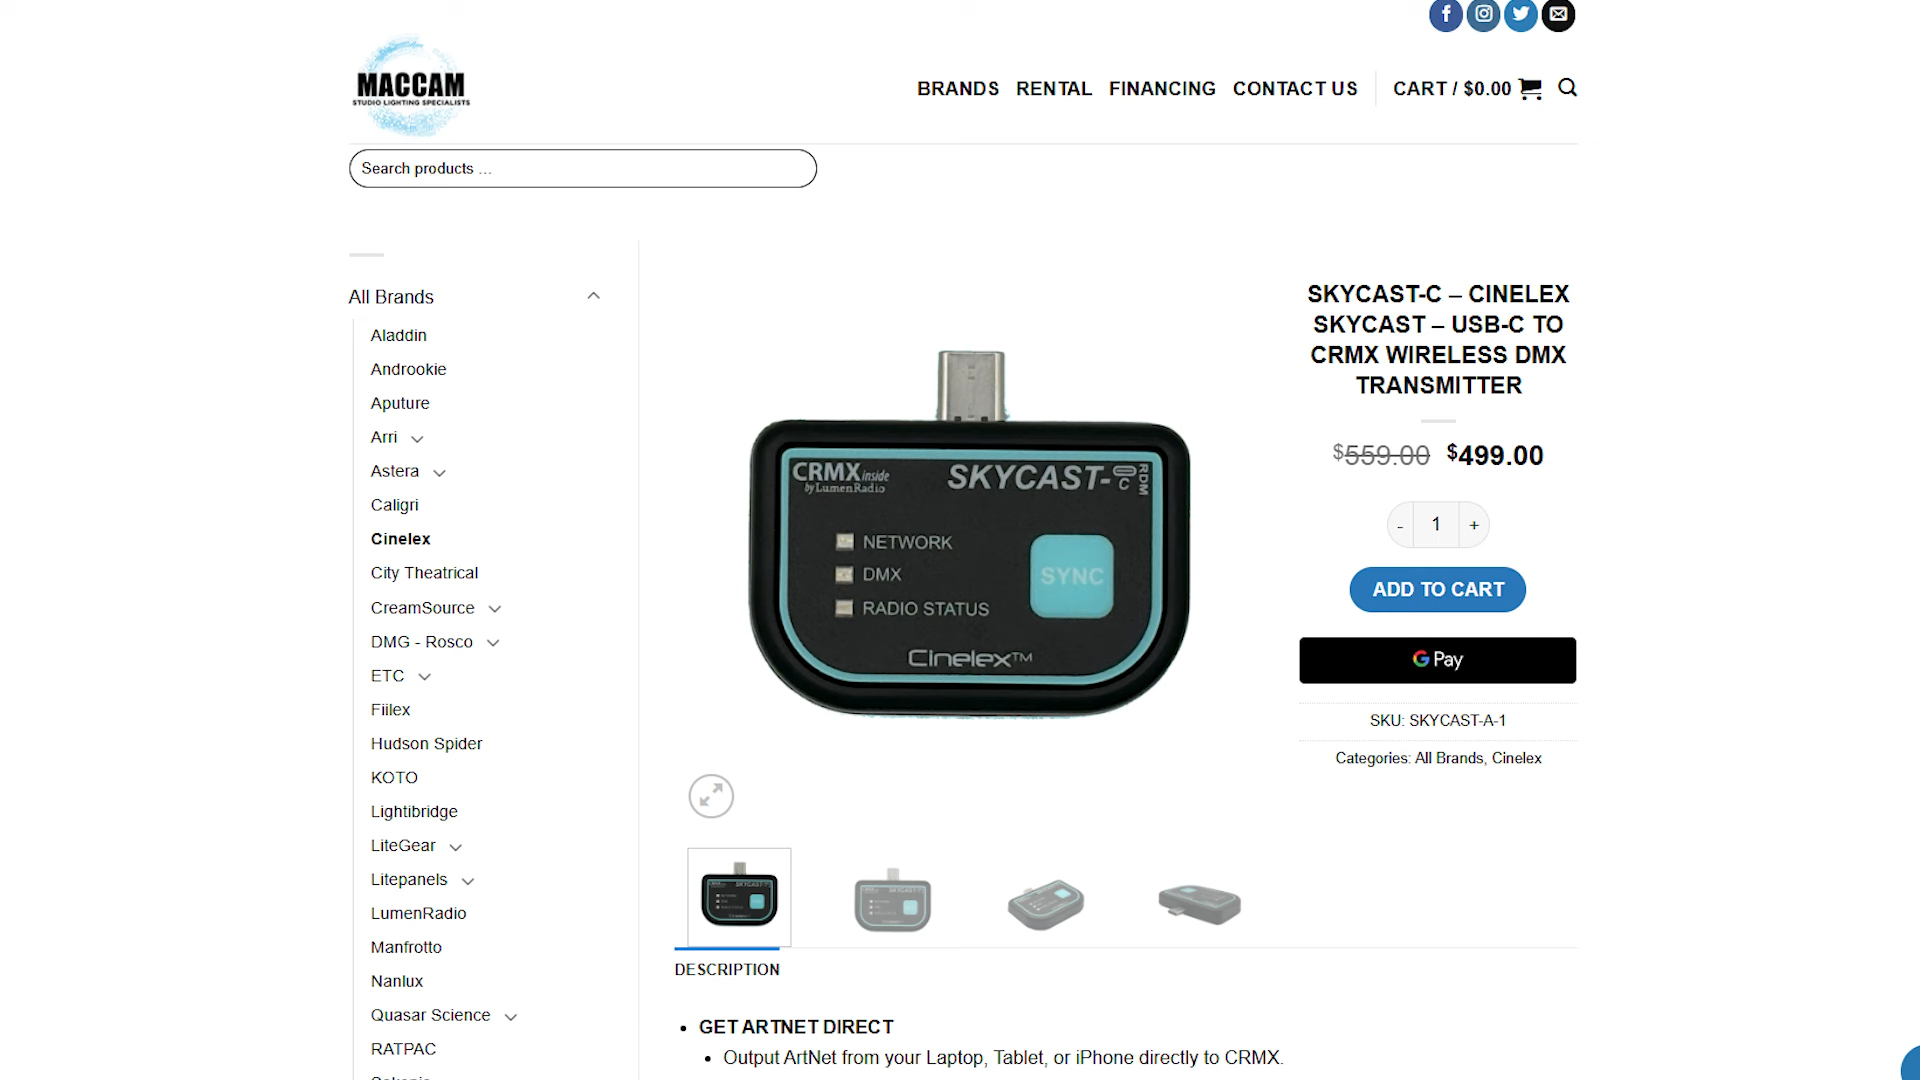 MACCAM
STUDIO LIGHTING SPECIALISTS
BRANDS RENTAL FINANCING CONTACT US CART / $0.00
Search products ...
All Brands
Aladdin
Androokie
Aputure
Arri
Astera
Caligri
Cinelex
City Theatrical
CreamSource
DMG - Rosco
ETC
Fiilex
Hudson Spider
KOTO
Lightibridge
LiteGear
Litepanels
LumenRadio
Manfrotto
Nanlux
Quasar Science
RATPAC
CRMX inside
by LumenRadio
SKYCAST-C
RDM
NETWORK
DMX
RADIO STATUS
SYNC
Cinelex™
SKYCAST-C – CINELEX
SKYCAST – USB-C TO
CRMX WIRELESS DMX
TRANSMITTER
$559.00 $499.00
- 1 +
ADD TO CART
G Pay
SKU: SKYCAST-A-1
Categories: All Brands, Cinelex
DESCRIPTION
• GET ARTNET DIRECT
• Output ArtNet from your Laptop, Tablet, or iPhone directly to CRMX.